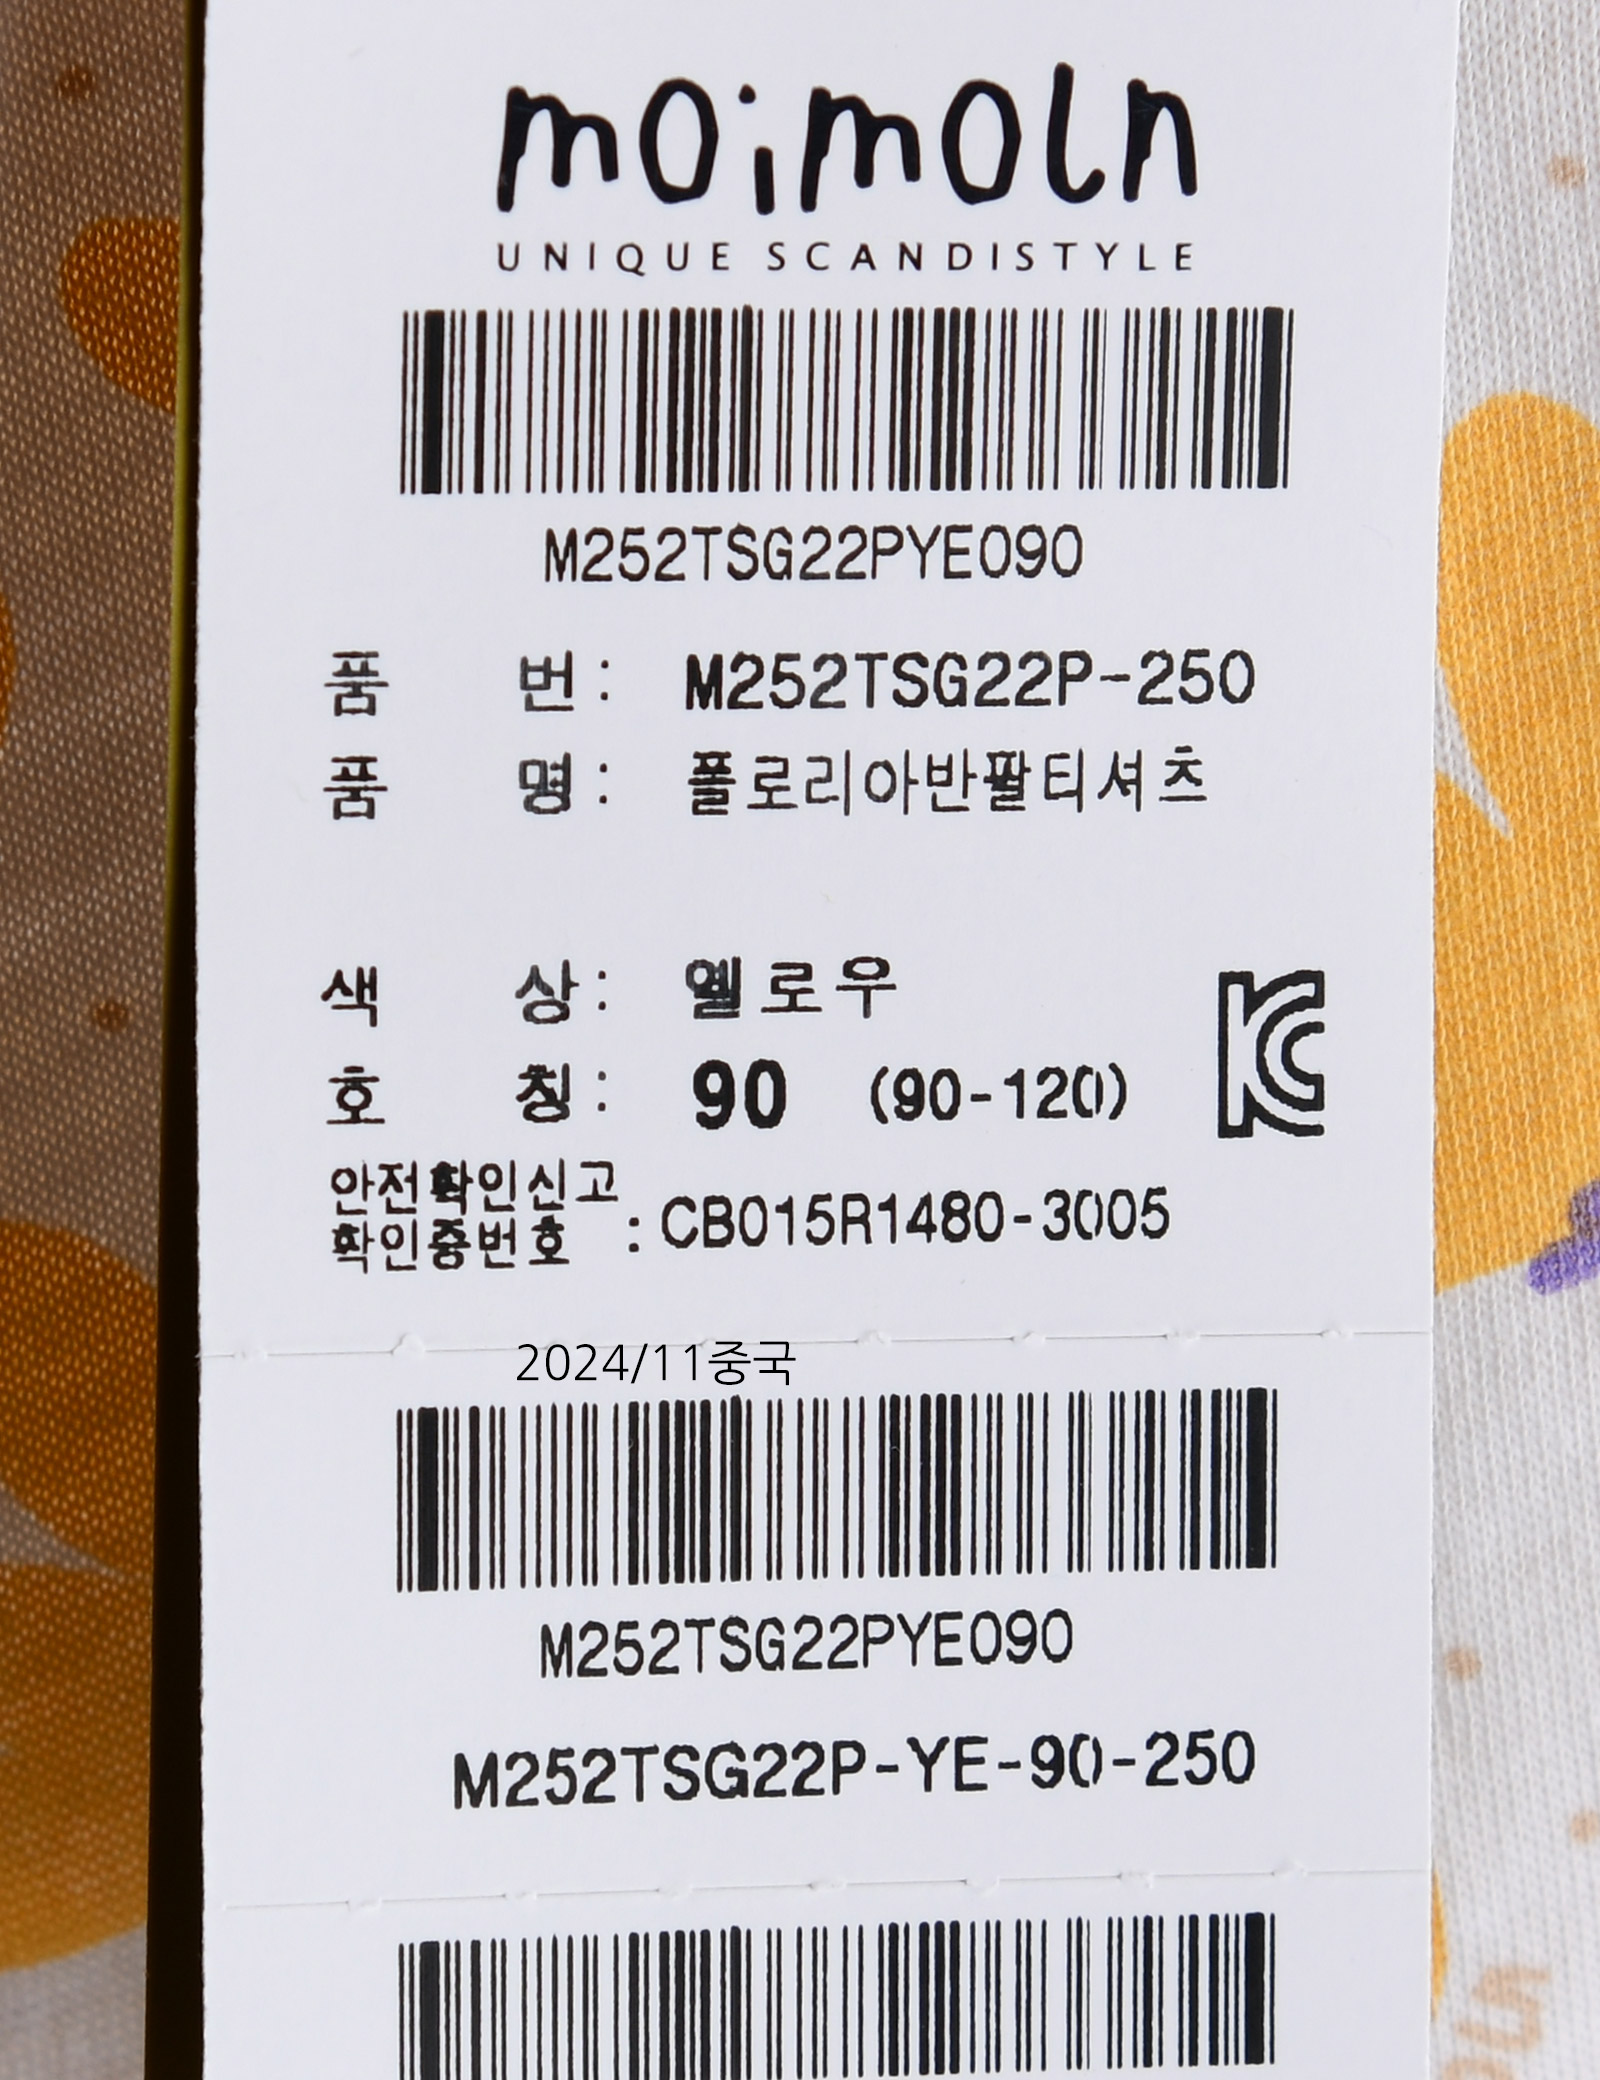 moimoln
UNIQUE SCANDISTYLE
M252TSG22PYE090
품 번 : M252TSG22P-250
품 명 : 플로리아반팔티셔츠
색 상 : 옐로우
호 칭 : 90 (90-120)
안전확인신고
확인증번호 : CB015R1480-3005
2024/11중국
M252TSG22PYE090
M252TSG22P-YE-90-250